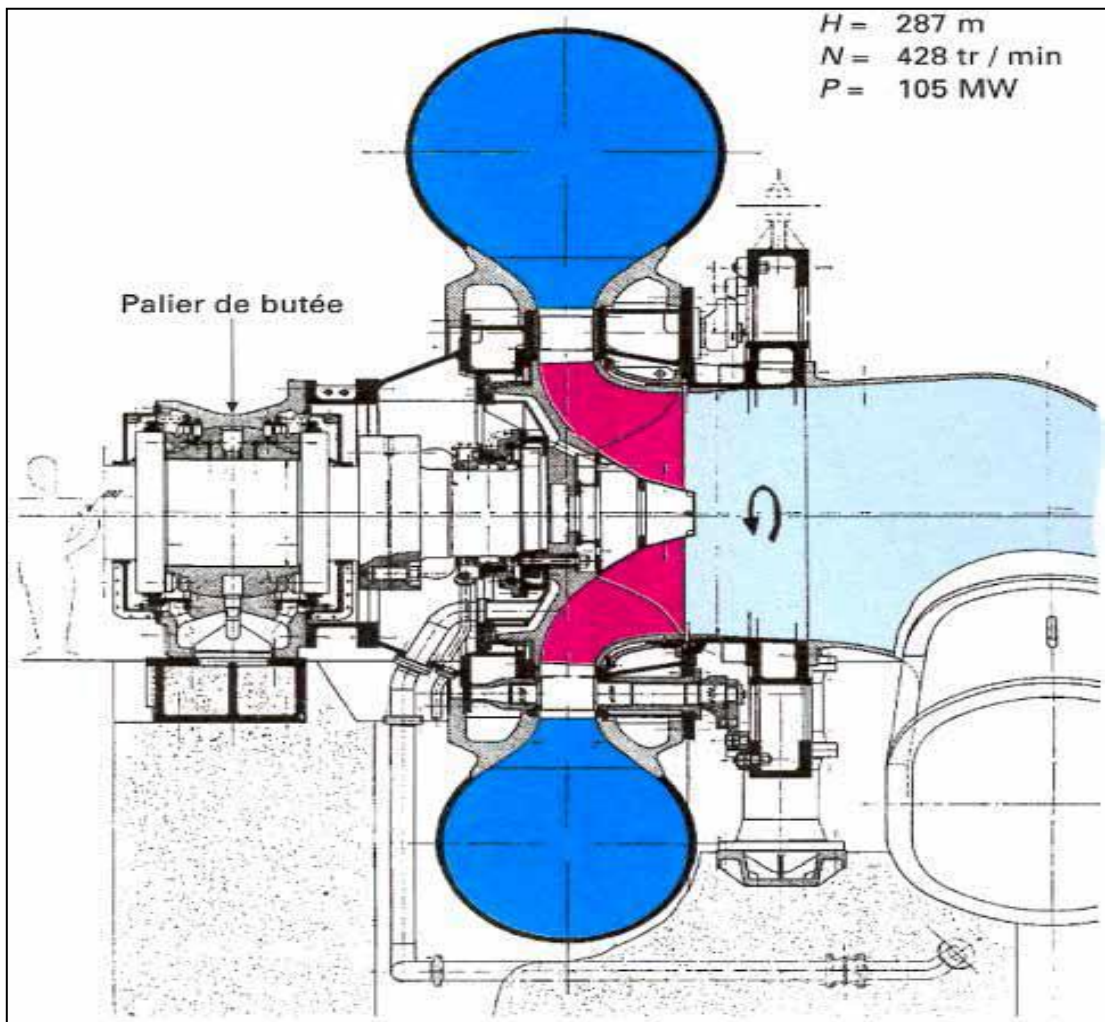 H = 287 m
N = 428 tr / min
P = 105 MW
Palier de butée